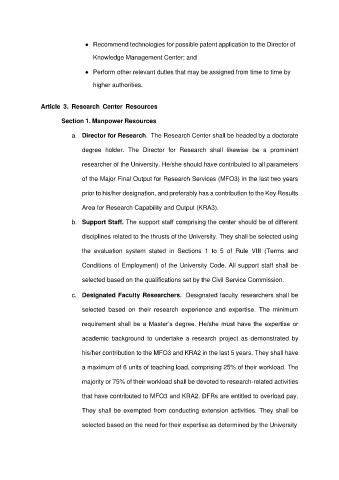 ● Recommend technologies for possible patent application to the Director of
Knowledge Management Center; and
● Perform other relevant duties that may be assigned from time to time by
higher authorities.
Article 3. Research Center Resources
Section 1. Manpower Resources
a. Director for Research. The Research Center shall be headed by a doctorate
degree holder. The Director for Research shall likewise be a prominent
researcher of the University. He/she should have contributed to all parameters
of the Major Final Output for Research Services (MFO3) in the last two years
prior to his/her designation, and preferably has a contribution to the Key Results
Area for Research Capability and Output (KRA3).
b. Support Staff. The support staff comprising the center should be of different
disciplines related to the thrusts of the University. They shall be selected using
the evaluation system stated in Sections 1 to 5 of Rule VIII (Terms and
Conditions of Employment) of the University Code. All support staff shall be
selected based on the qualifications set by the Civil Service Commission.
c. Designated Faculty Researchers. Designated faculty researchers shall be
selected based on their research experience and expertise. The minimum
requirement shall be a Master's degree. He/she must have the expertise or
academic background to undertake a research project as demonstrated by
his/her contribution to the MFO3 and KRA2 in the last 5 years. They shall have
a maximum of 6 units of teaching load, comprising 25% of their workload. The
majority or 75% of their workload shall be devoted to research-related activities
that have contributed to MFO3 and KRA2. DFRs are entitled to overload pay.
They shall be exempted from conducting extension activities. They shall be
selected based on the need for their expertise as determined by the University